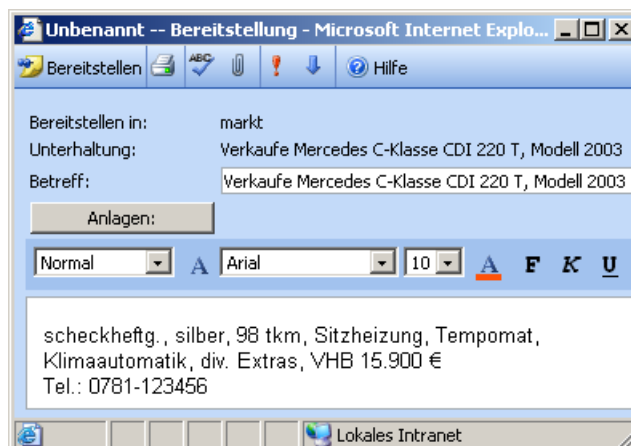 Unbenannt -- Bereitstellung - Microsoft Internet Explo...
Bereitstellen ABC Hilfe
Bereitstellen in: markt
Unterhaltung: Verkaufe Mercedes C-Klasse CDI 220 T, Modell 2003
Betreff: Verkaufe Mercedes C-Klasse CDI 220 T, Modell 2003
Anlagen:
Normal A Arial 10 A F K U
scheckheftg., silber, 98 tkm, Sitzheizung, Tempomat,
Klimaautomatik, div. Extras, VHB 15.900 €
Tel.: 0781-123456
Lokales Intranet